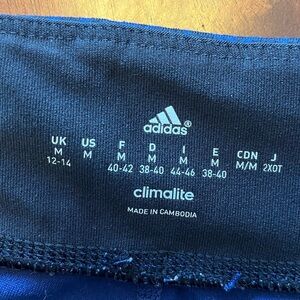 adidas®
UK US F D I E CDN J
M M M M M M M/M 2XOT
12-14 40-42 38-40 44-46 38-40
climalite
MADE IN CAMBODIA